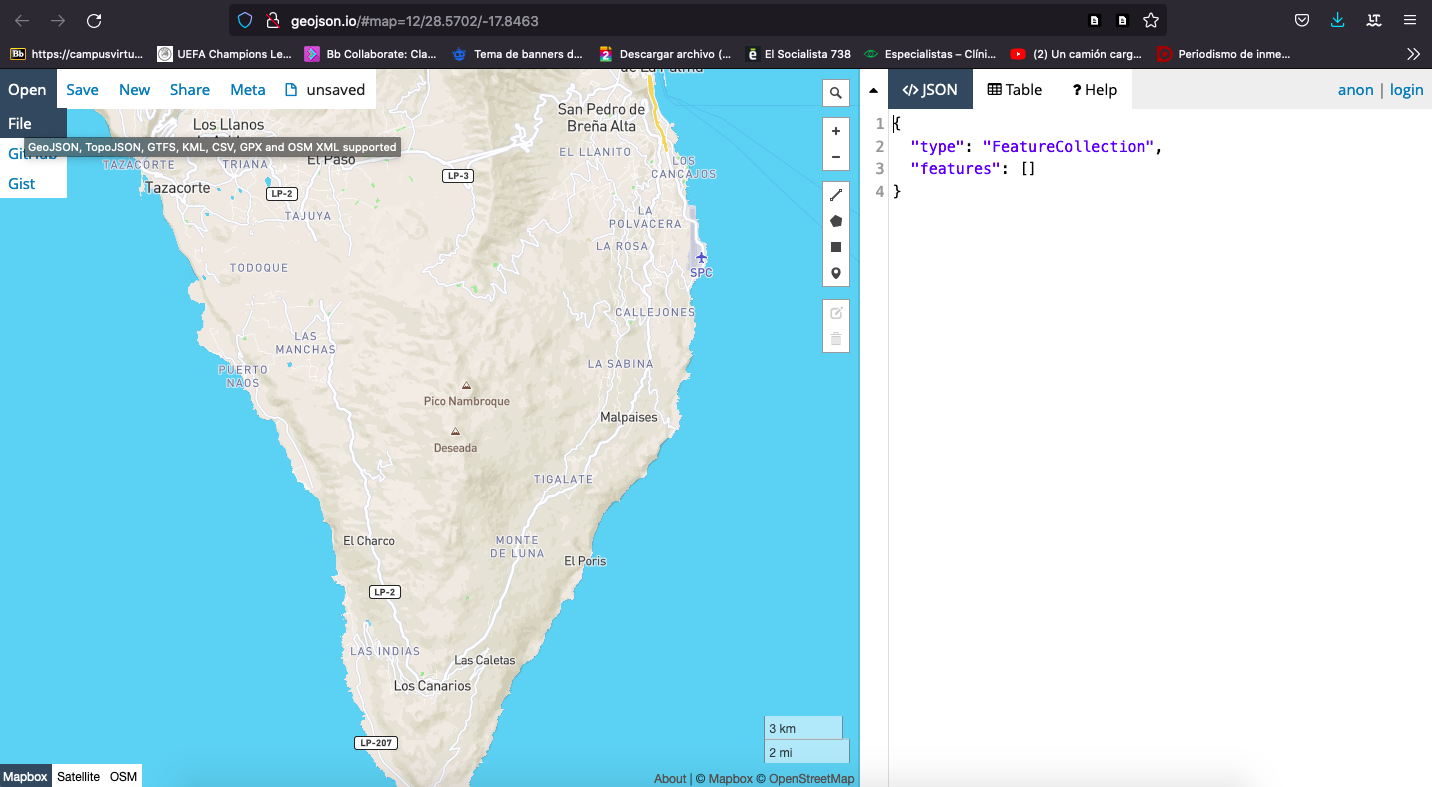 geojson.io/#map=12/28.5702/-17.8463
Bb https://campusvirtu... UEFA Champions Le... Bb Collaborate: Cla... Tema de banners d... 2 Descargar archivo (... ë El Socialista 738 Especialistas – Clíni... (2) Un camión carg... Periodismo de inme...
Open Save New Share Meta unsaved
File
GeoJSON, TopoJSON, GTFS, KML, CSV, GPX and OSM XML supported
Gist
San Pedro de
Breña Alta
Los Llanos
EL LLANITO
TAZACORTE
TRIANA
El Paso
LOS
CANCAJOS
LP-3
Tazacorte
LP-2
TAJUYA
LA
POLVACERA
LA ROSA
TODOQUE
SPC
CALLEJONES
LAS
MANCHAS
LA SABINA
PUERTO
NAOS
Pico Nambroque
Malpaises
Deseada
TIGALATE
El Charco
MONTE
DE LUNA
El Poris
LP-2
LAS INDIAS
Las Caletas
Los Canarios
LP-207
3 km
2 mi
Mapbox Satellite OSM
About | © Mapbox © OpenStreetMap
</> JSON Table ? Help anon | login
1 {
2 "type": "FeatureCollection",
3 "features": []
4 }